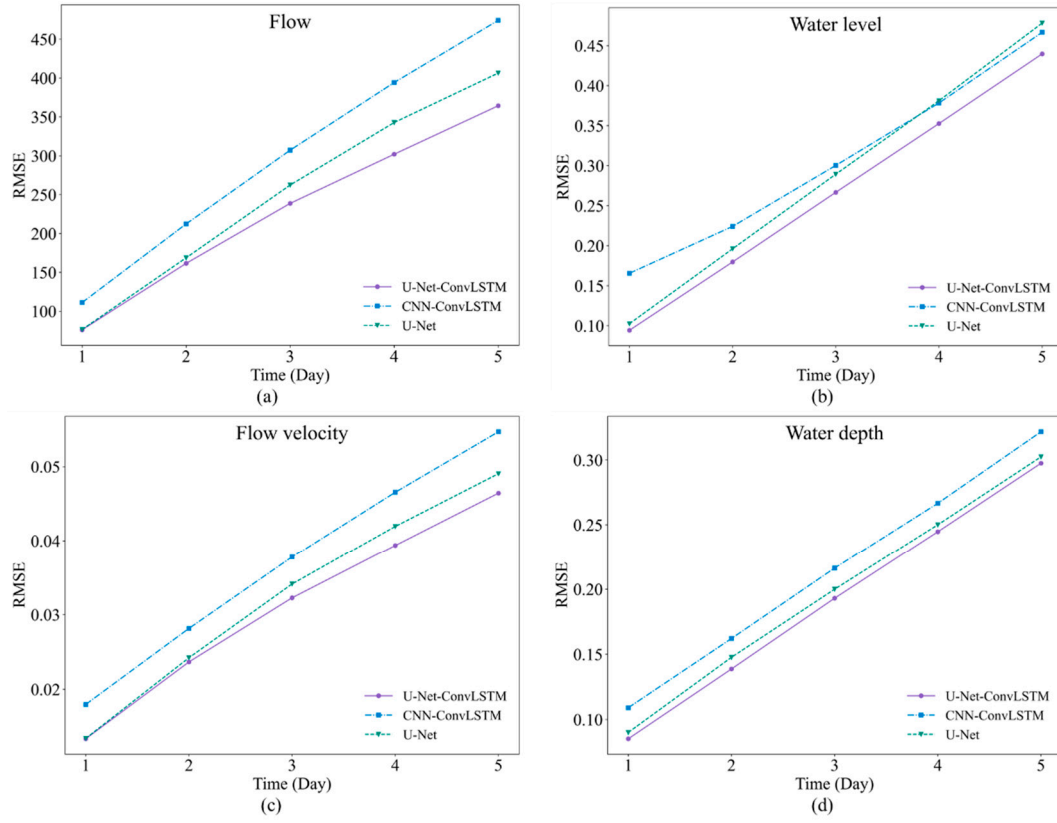 Flow
RMSE
450
400
350
300
250
200
150
100
U-Net-ConvLSTM
CNN-ConvLSTM
U-Net
1 2 3 4 5
Time (Day)
(a)
Water level
RMSE
0.45
0.40
0.35
0.30
0.25
0.20
0.15
0.10
U-Net-ConvLSTM
CNN-ConvLSTM
U-Net
1 2 3 4 5
Time (Day)
(b)
Flow velocity
RMSE
0.05
0.04
0.03
0.02
U-Net-ConvLSTM
CNN-ConvLSTM
U-Net
1 2 3 4 5
Time (Day)
(c)
Water depth
RMSE
0.30
0.25
0.20
0.15
0.10
U-Net-ConvLSTM
CNN-ConvLSTM
U-Net
1 2 3 4 5
Time (Day)
(d)